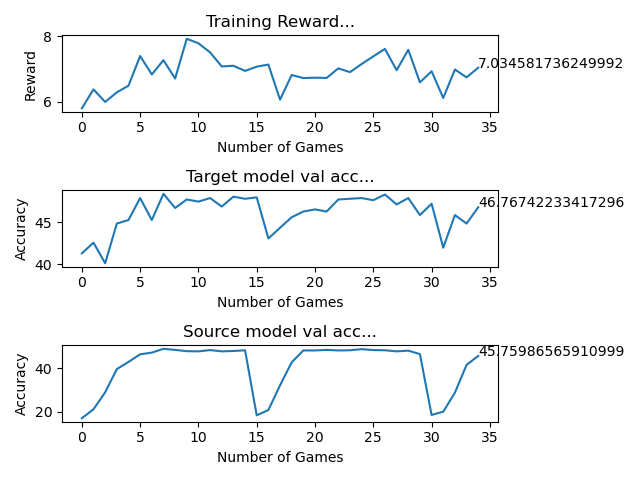 Training Reward...
8
6
Reward
7.034581736249992
0 5 10 15 20 25 30 35
Number of Games
Target model val acc...
45
40
Accuracy
46.76742233417296
0 5 10 15 20 25 30 35
Number of Games
Source model val acc...
40
20
Accuracy
45.75986565910999
0 5 10 15 20 25 30 35
Number of Games